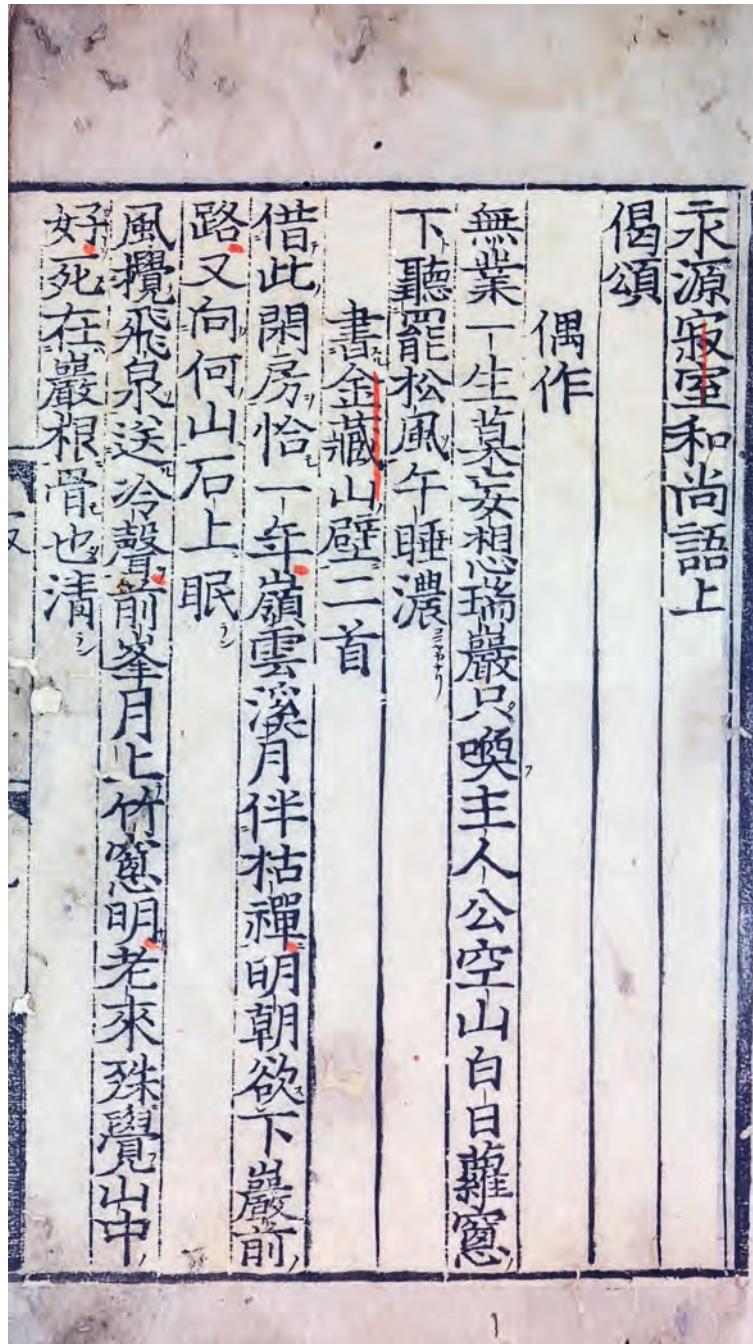 永源寂室和尚語上
偈頌
偶作
無業一生莫妄想瑞巖只喚主人公空山白日蘿窻
下聽罷松風午睡濃
書金藏山壁二首
借此閑房恰一年嶺雲溪月伴枯禪明朝欲下巖前
路又向何山石上眠
風攪飛泉送冷聲前峯月上竹窻明老來殊覺山中
好死在巖根骨也清